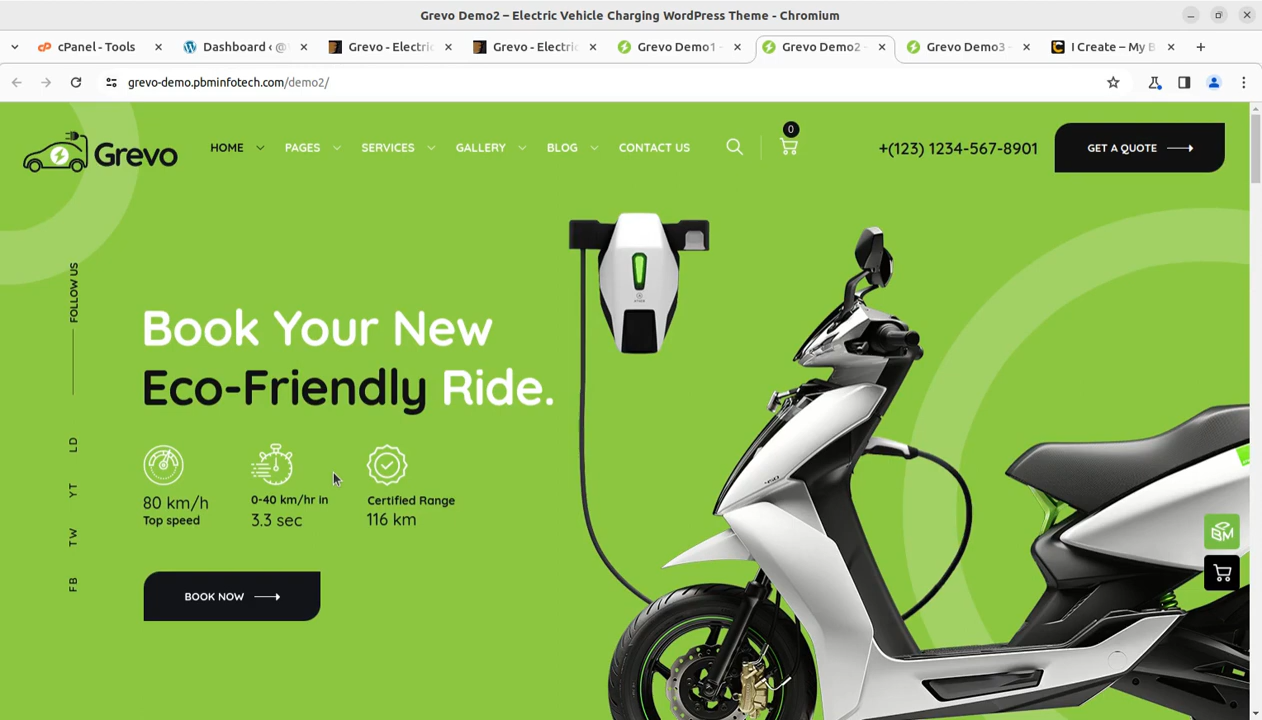 Grevo Demo2 – Electric Vehicle Charging WordPress Theme - Chromium
cPanel - Tools
Dashboard ‹ @
Grevo - Electric
Grevo - Electric
Grevo Demo1 -
Grevo Demo2 -
Grevo Demo3 -
I Create – My B
grevo-demo.pbminfotech.com/demo2/
Grevo
HOME
PAGES
SERVICES
GALLERY
BLOG
CONTACT US
0
+(123) 1234-567-8901
GET A QUOTE
FOLLOW US
LD
YT
TW
FB
Book Your New
Eco-Friendly Ride.
80 km/h
Top speed
0-40 km/hr in
3.3 sec
Certified Range
116 km
BOOK NOW
450